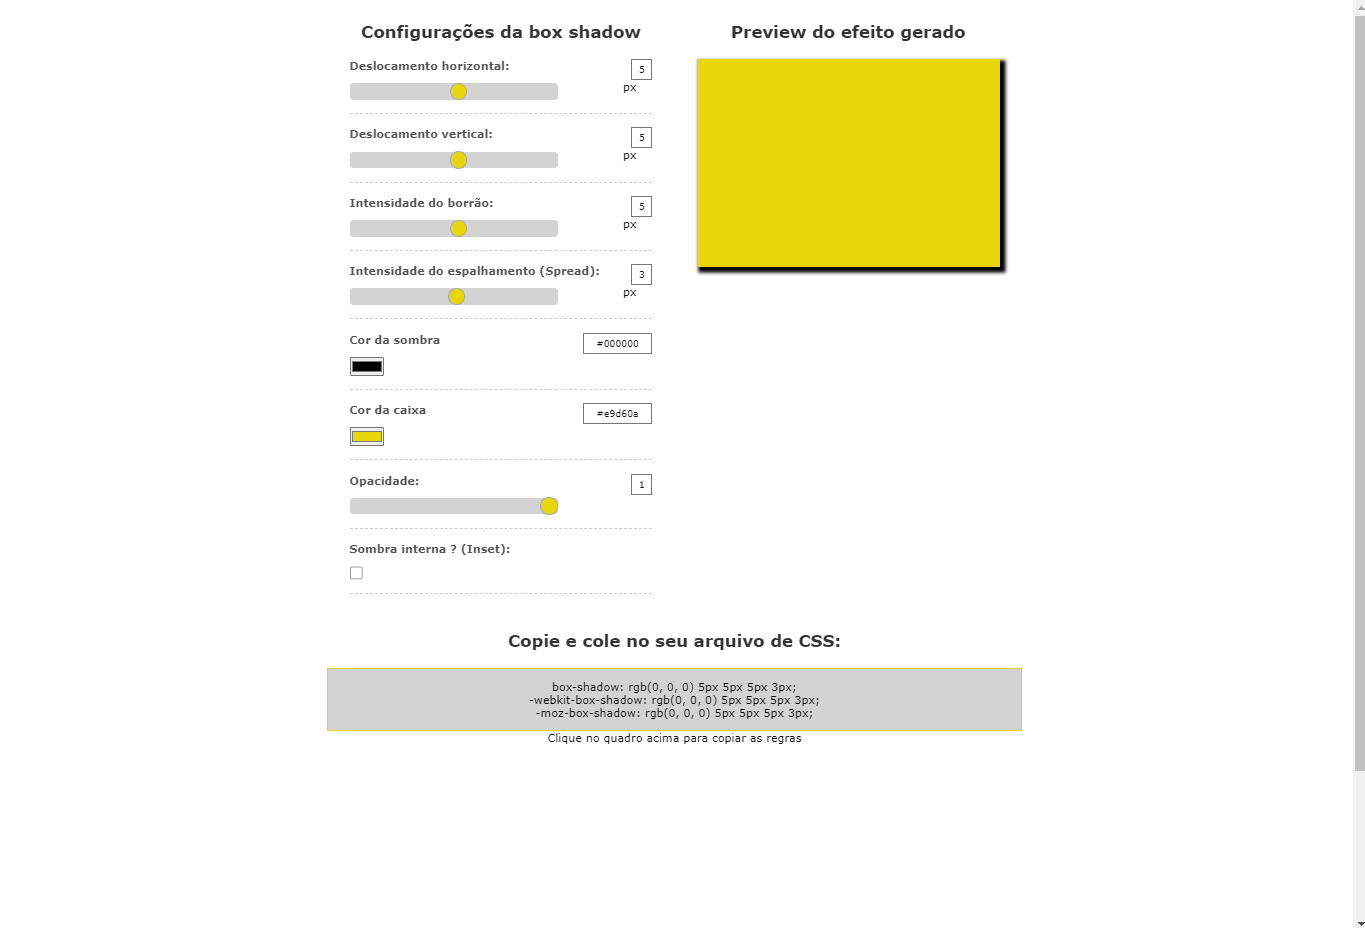 Configurações da box shadow
Deslocamento horizontal:
5
px
Deslocamento vertical:
5
px
Intensidade do borrão:
5
px
Intensidade do espalhamento (Spread):
3
px
Cor da sombra
#000000
Cor da caixa
#e9d60a
Opacidade:
1
Sombra interna ? (Inset):
Preview do efeito gerado
Copie e cole no seu arquivo de CSS:
box-shadow: rgb(0, 0, 0) 5px 5px 5px 3px;
-webkit-box-shadow: rgb(0, 0, 0) 5px 5px 5px 3px;
-moz-box-shadow: rgb(0, 0, 0) 5px 5px 5px 3px;
Clique no quadro acima para copiar as regras